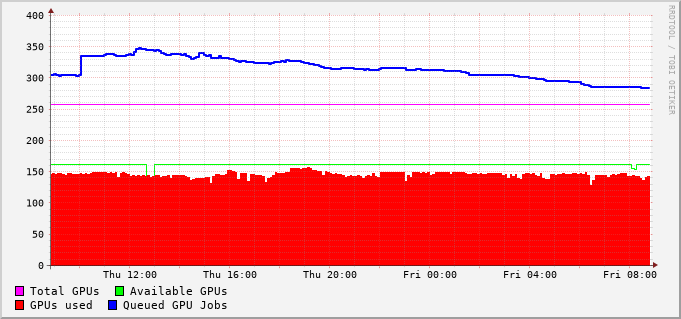 400
350
300
250
200
150
100
50
0
Thu 12:00 Thu 16:00 Thu 20:00 Fri 00:00 Fri 04:00 Fri 08:00
Total GPUs Available GPUs
GPUs used Queued GPU Jobs
RRDTOOL / TOBI OETIKER